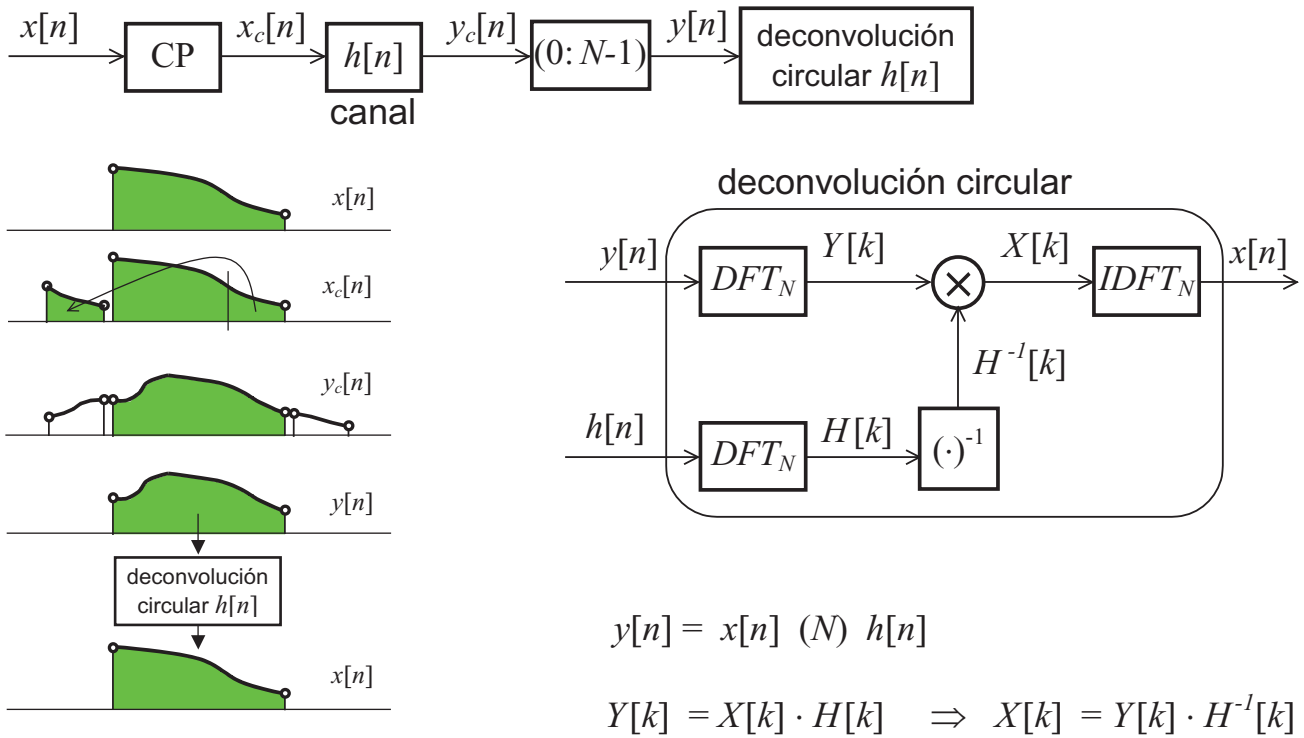 x[n] CP x_c[n] h[n] y_c[n] (0: N-1) y[n] deconvolución
circular h[n]
canal
x[n]
x_c[n]
y_c[n]
y[n]
deconvolución
circular h[n]
x[n]
deconvolución circular
y[n] DFT_N Y[k] × X[k] IDFT_N x[n]
H^{-1}[k]
h[n] DFT_N H[k] (·)^{-1}
y[n] = x[n] (N) h[n]
Y[k] = X[k] · H[k] ⇒ X[k] = Y[k] · H^{-1}[k]